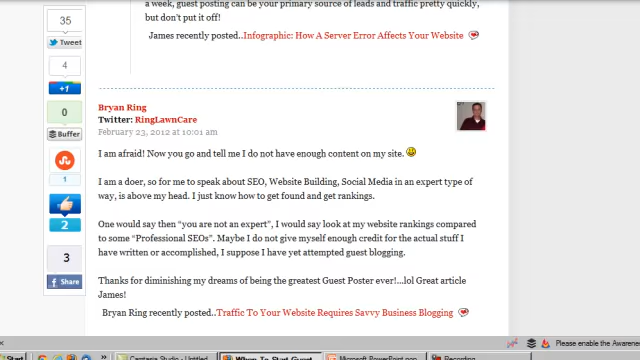 a week, guest posting can be your primary source of leads and traffic pretty quickly,
but don't put it off!
James recently posted..Infographic: How A Server Error Affects Your Website
35
Tweet
4
+1
0
Buffer
1
2
3
Share
Bryan Ring
Twitter: RingLawnCare
February 23, 2012 at 10:01 am
I am afraid! Now you go and tell me I do not have enough content on my site.
I am a doer, so for me to speak about SEO, Website Building, Social Media in an expert type of
way, is above my head. I just know how to get found and get rankings.
One would say then "you are not an expert", I would say look at my website rankings compared
to some "Professional SEOs". Maybe I do not give myself enough credit for the actual stuff I
have written or accomplished, I suppose I have yet attempted guest blogging.
Thanks for diminishing my dreams of being the greatest Guest Poster ever!...lol Great article
James!
Bryan Ring recently posted..Traffic To Your Website Requires Savvy Business Blogging
x
Please enable the Awarene
Start
Camtasia Studio - Untitled
When To Start Guest
Microsoft PowerPoint non
Recording